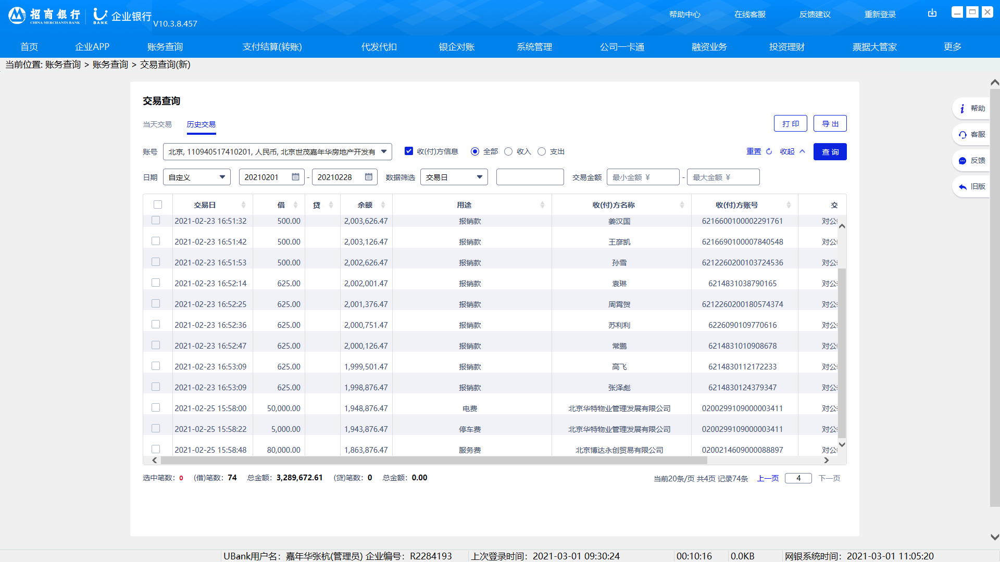 招商银行 CHINA MERCHANTS BANK U BANK 企业银行 V10.3.8.457 帮助中心 在线客服 反馈建议 重新登录
首页 企业APP 账务查询 支付结算(转账) 代发代扣 银企对账 系统管理 公司一卡通 融资业务 投资理财 票据大管家 更多
当前位置: 账务查询 > 账务查询 > 交易查询(新)
交易查询
当天交易 历史交易 打 印 导 出
账号 北京, 110940517410201, 人民币, 北京世茂嘉年华房地产开发有 收(付)方信息 全部 收入 支出 重置 收起 查 询
日期 自定义 20210201 - 20210228 数据筛选 交易日 交易金额 最小金额 ¥ - 最大金额 ¥
交易日 借 贷 余额 用途 收(付)方名称 收(付)方账号 交
2021-02-23 16:51:32 500.00 2,003,626.47 报销款 姜汉国 6216600100002291761 对公
2021-02-23 16:51:42 500.00 2,003,126.47 报销款 王彦凯 6216690100007840548 对公
2021-02-23 16:51:53 500.00 2,002,626.47 报销款 孙雪 6212260200103724536 对公
2021-02-23 16:52:14 625.00 2,002,001.47 报销款 袁琳 6214831038790165 对公
2021-02-23 16:52:25 625.00 2,001,376.47 报销款 周霄贺 6212260200180574374 对公
2021-02-23 16:52:36 625.00 2,000,751.47 报销款 苏利利 6226090109770616 对公
2021-02-23 16:52:47 625.00 2,000,126.47 报销款 常鹏 6214831010908678 对公
2021-02-23 16:53:09 625.00 1,999,501.47 报销款 高飞 6214830112172233 对公
2021-02-23 16:53:09 625.00 1,998,876.47 报销款 张泽彪 6214830124379347 对公
2021-02-25 15:58:00 50,000.00 1,948,876.47 电费 北京华特物业管理发展有限公司 0200299109000003411 对公
2021-02-25 15:58:22 5,000.00 1,943,876.47 停车费 北京华特物业管理发展有限公司 0200299109000003411 对公
2021-02-25 15:58:48 80,000.00 1,863,876.47 服务费 北京博达永创贸易有限公司 0200214609000088897 对公
选中笔数: 0 (借)笔数: 74 总金额: 3,289,672.61 (贷)笔数: 0 总金额: 0.00 当前20条/页 共4页 记录74条 上一页 4 下一页
帮助
客服
反馈
旧版
UBank用户名：嘉年华张杭(管理员) 企业编号：R2284193 上次登录时间：2021-03-01 09:30:24 00:10:16 0.0KB 网银系统时间：2021-03-01 11:05:20